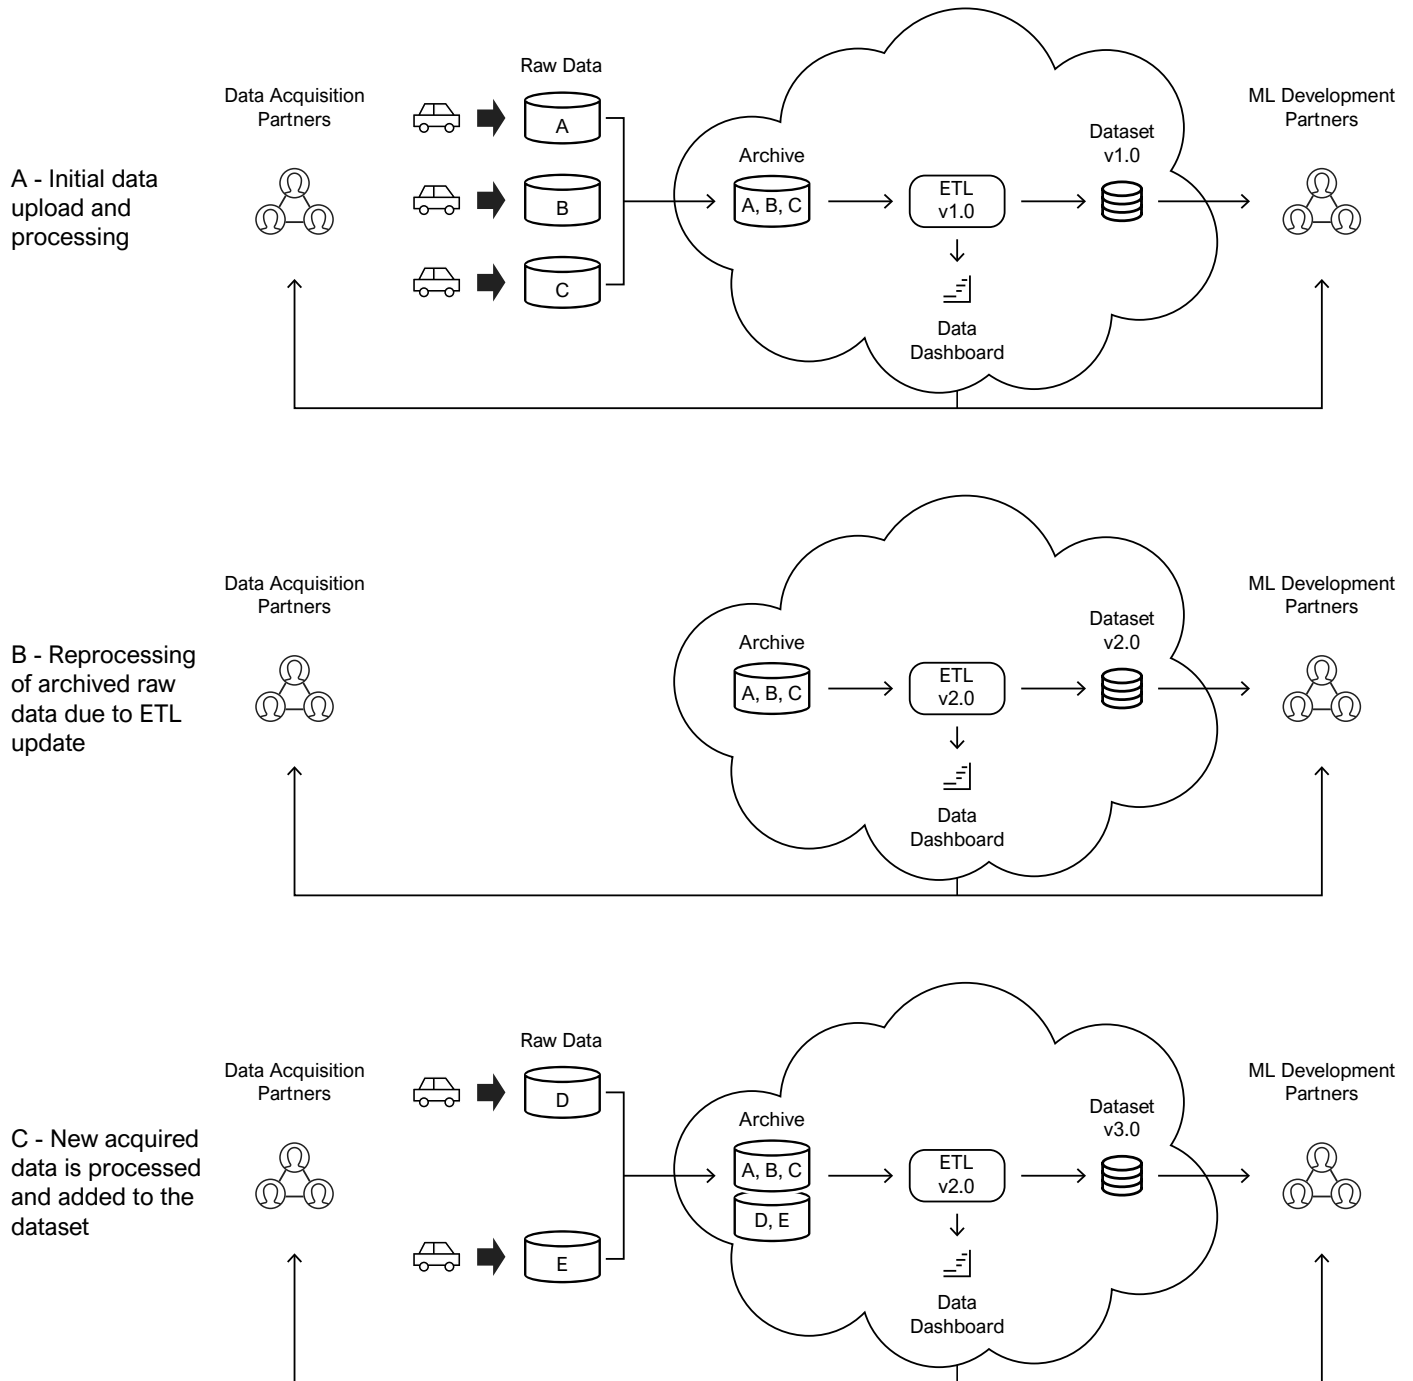 Raw Data
Data Acquisition
Partners
ML Development
Partners
A
Dataset
v1.0
Archive
A - Initial data
upload and
processing
B
A, B, C
ETL
v1.0
C
Data
Dashboard
Data Acquisition
Partners
ML Development
Partners
Dataset
v2.0
Archive
B - Reprocessing
of archived raw
data due to ETL
update
A, B, C
ETL
v2.0
Data
Dashboard
Raw Data
Data Acquisition
Partners
ML Development
Partners
D
Dataset
v3.0
Archive
C - New acquired
data is processed
and added to the
dataset
A, B, C
ETL
v2.0
D, E
E
Data
Dashboard